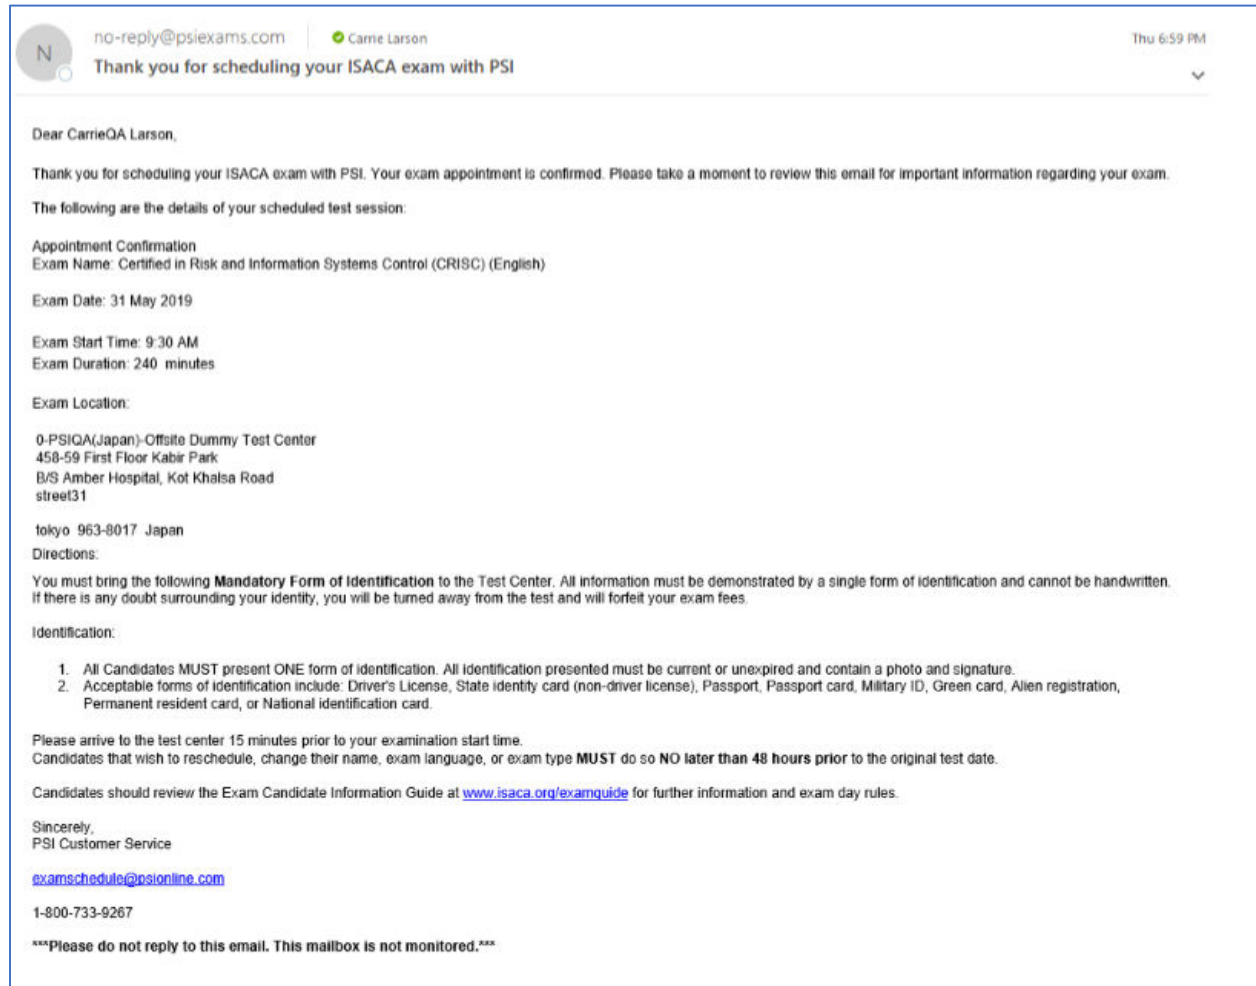 N
no-reply@psiexams.com
Carrie Larson
Thu 6:59 PM
Thank you for scheduling your ISACA exam with PSI
Dear CarrieQA Larson,
Thank you for scheduling your ISACA exam with PSI. Your exam appointment is confirmed. Please take a moment to review this email for important information regarding your exam.
The following are the details of your scheduled test session:
Appointment Confirmation
Exam Name: Certified in Risk and Information Systems Control (CRISC) (English)
Exam Date: 31 May 2019
Exam Start Time: 9:30 AM
Exam Duration: 240 minutes
Exam Location:
0-PSIQA(Japan)-Offsite Dummy Test Center
458-59 First Floor Kabir Park
B/S Amber Hospital, Kot Khalsa Road
street31
tokyo 963-8017 Japan
Directions:
You must bring the following Mandatory Form of Identification to the Test Center. All information must be demonstrated by a single form of identification and cannot be handwritten.
If there is any doubt surrounding your identity, you will be turned away from the test and will forfeit your exam fees.
Identification:
1. All Candidates MUST present ONE form of identification. All identification presented must be current or unexpired and contain a photo and signature.
2. Acceptable forms of identification include: Driver's License, State identity card (non-driver license), Passport, Passport card, Military ID, Green card, Alien registration,
Permanent resident card, or National identification card.
Please arrive to the test center 15 minutes prior to your examination start time.
Candidates that wish to reschedule, change their name, exam language, or exam type MUST do so NO later than 48 hours prior to the original test date.
Candidates should review the Exam Candidate Information Guide at www.isaca.org/examguide for further information and exam day rules.
Sincerely,
PSI Customer Service
examschedule@psionline.com
1-800-733-9267
***Please do not reply to this email. This mailbox is not monitored.***